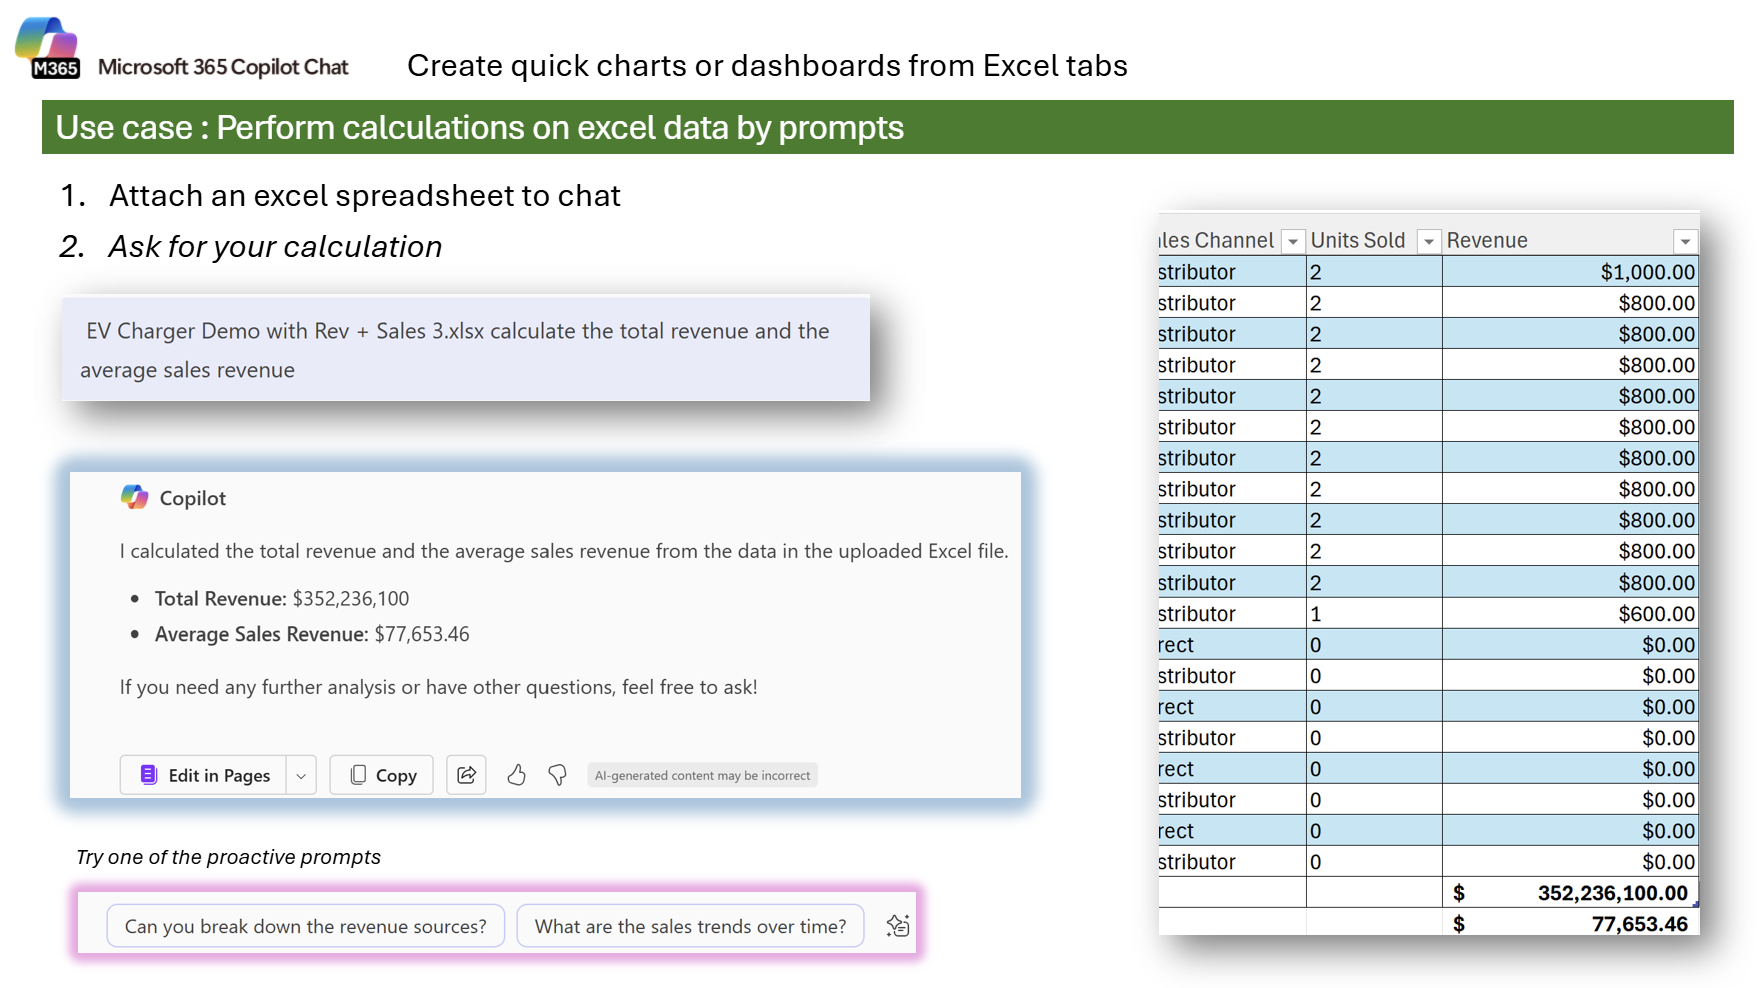 M365 Microsoft 365 Copilot Chat
Create quick charts or dashboards from Excel tabs
Use case : Perform calculations on excel data by prompts
1. Attach an excel spreadsheet to chat
2. Ask for your calculation
EV Charger Demo with Rev + Sales 3.xlsx calculate the total revenue and the
average sales revenue
Copilot
I calculated the total revenue and the average sales revenue from the data in the uploaded Excel file.
• Total Revenue: $352,236,100
• Average Sales Revenue: $77,653.46
If you need any further analysis or have other questions, feel free to ask!
Edit in Pages
Copy
AI-generated content may be incorrect
Try one of the proactive prompts
Can you break down the revenue sources?
What are the sales trends over time?
les Channel Units Sold Revenue
stributor 2 $1,000.00
stributor 2 $800.00
stributor 2 $800.00
stributor 2 $800.00
stributor 2 $800.00
stributor 2 $800.00
stributor 2 $800.00
stributor 2 $800.00
stributor 2 $800.00
stributor 2 $800.00
stributor 2 $800.00
stributor 1 $600.00
rect 0 $0.00
stributor 0 $0.00
rect 0 $0.00
stributor 0 $0.00
rect 0 $0.00
stributor 0 $0.00
rect 0 $0.00
stributor 0 $0.00
$ 352,236,100.00
$ 77,653.46